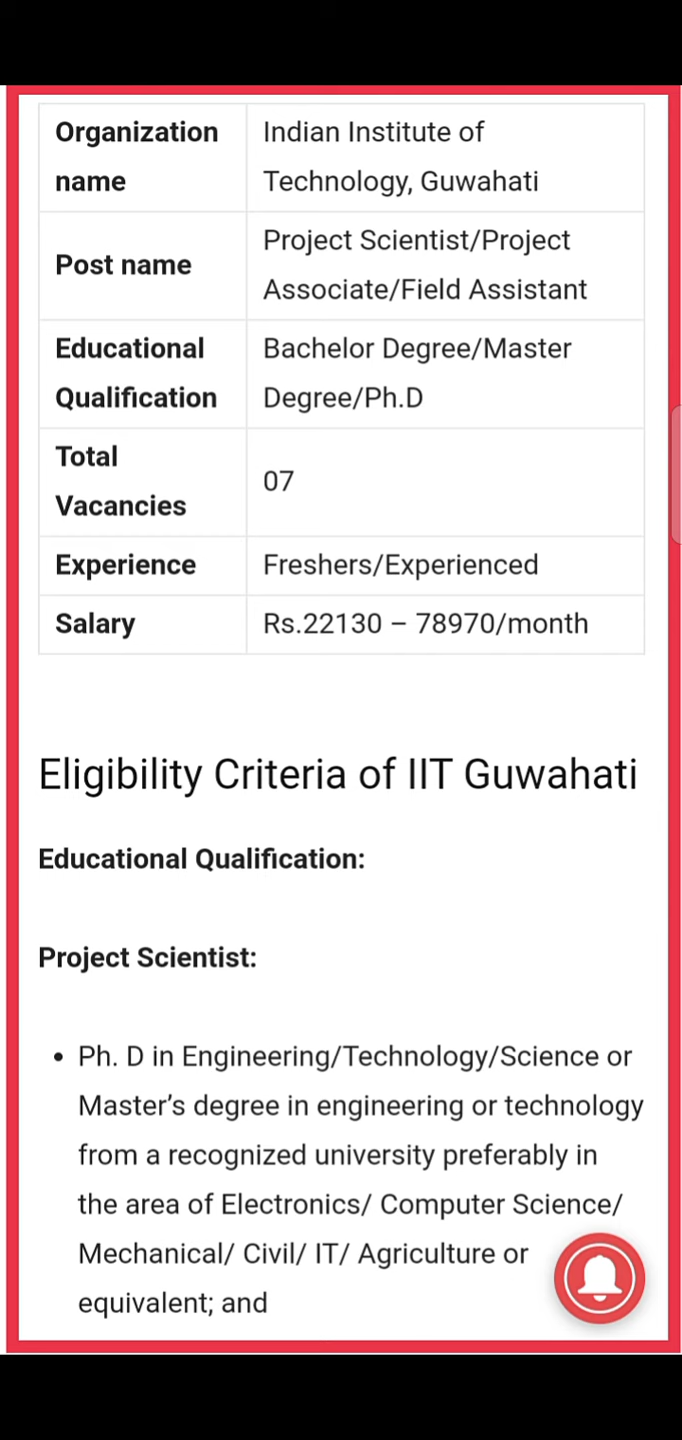 Organization
name
Indian Institute of
Technology, Guwahati
Post name
Project Scientist/Project
Associate/Field Assistant
Educational
Qualification
Bachelor Degree/Master
Degree/Ph.D
Total
Vacancies
07
Experience
Freshers/Experienced
Salary
Rs.22130 – 78970/month
Eligibility Criteria of IIT Guwahati
Educational Qualification:
Project Scientist:
• Ph. D in Engineering/Technology/Science or
Master’s degree in engineering or technology
from a recognized university preferably in
the area of Electronics/ Computer Science/
Mechanical/ Civil/ IT/ Agriculture or
equivalent; and